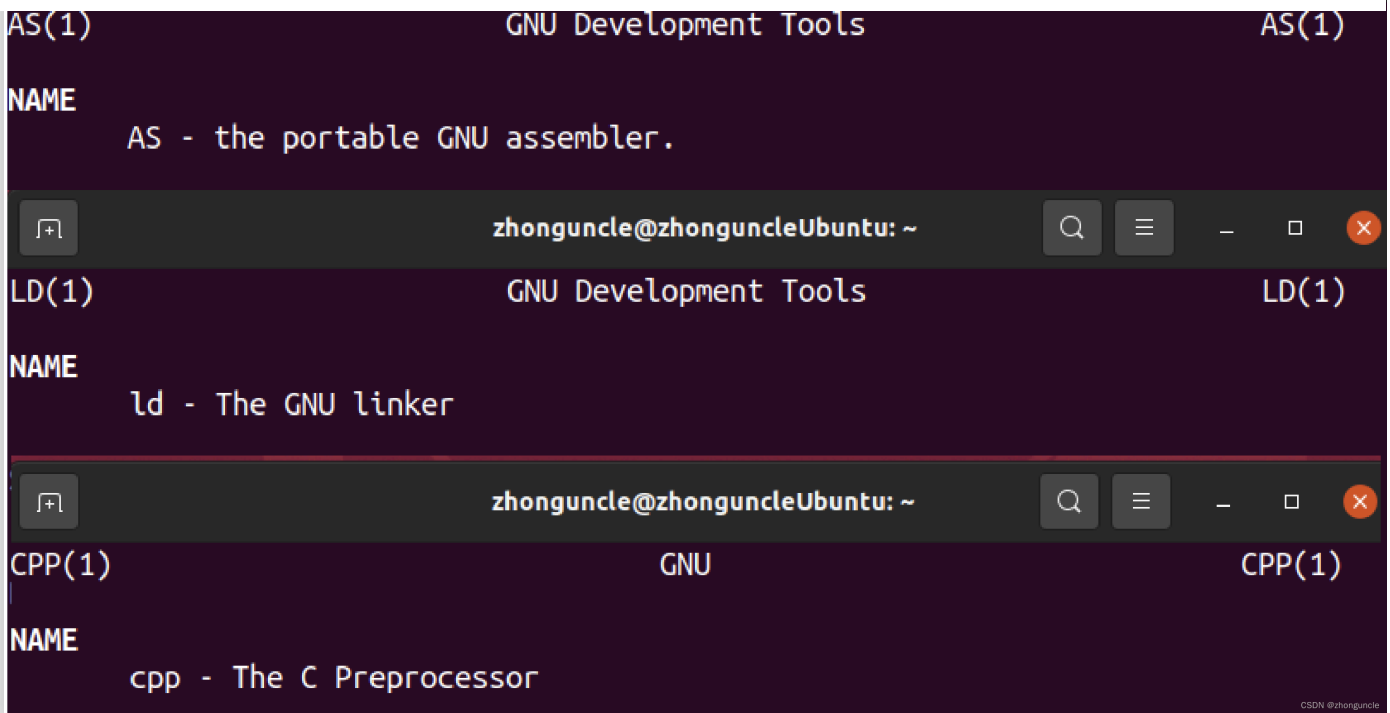 AS(1) GNU Development Tools AS(1)
NAME
AS - the portable GNU assembler.
zhonguncle@zhonguncleUbuntu: ~
LD(1) GNU Development Tools LD(1)
NAME
ld - The GNU linker
zhonguncle@zhonguncleUbuntu: ~
CPP(1) GNU CPP(1)
NAME
cpp - The C Preprocessor
CSDN @zhonguncle